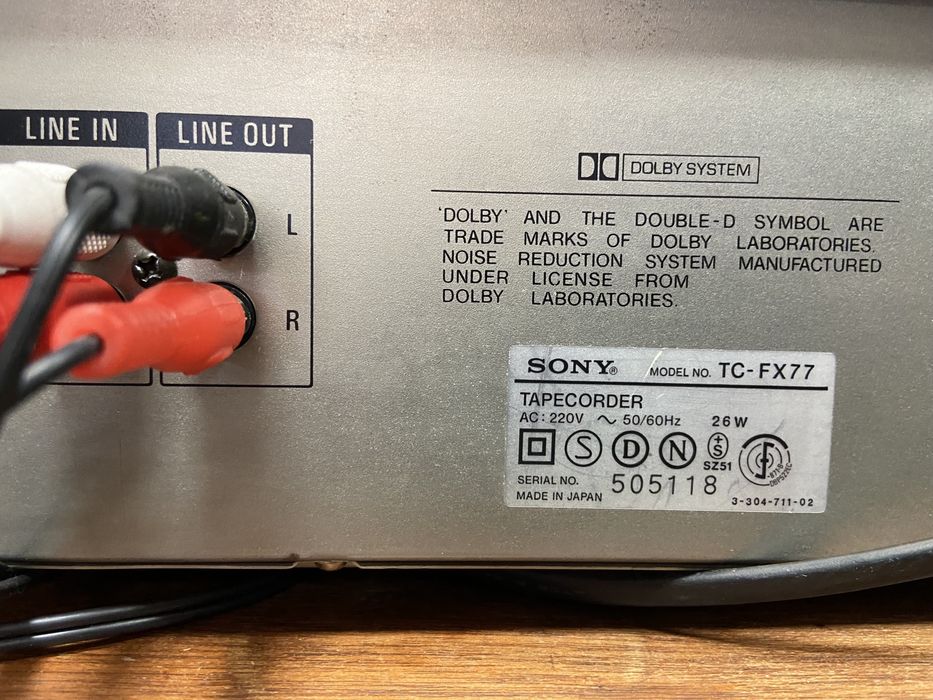 LINE IN
LINE OUT
L
R
DOLBY SYSTEM
'DOLBY' AND THE DOUBLE-D SYMBOL ARE
TRADE MARKS OF DOLBY LABORATORIES.
NOISE REDUCTION SYSTEM MANUFACTURED
UNDER LICENSE FROM
DOLBY LABORATORIES.
SONY® MODEL NO. TC-FX77
TAPECORDER
AC: 220V ~ 50/60Hz 26W
S D N +S
SZ51
SERIAL NO. 505118
MADE IN JAPAN 3-304-711-02